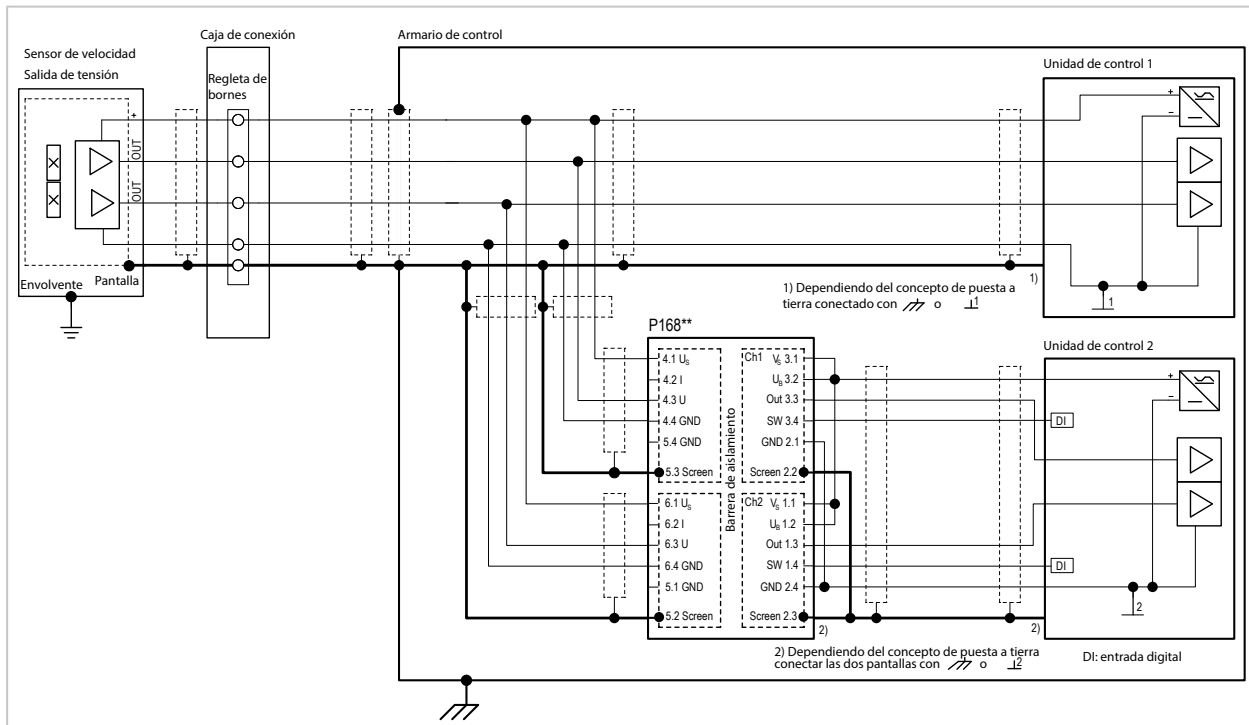 Sensor de velocidad
Salida de tensión
Caja de conexión
Armario de control
Regleta de
bornes
Unidad de control 1
+
OUT
OUT
Envolvente
Pantalla
+
−
1
1)
1) Dependiendo del concepto de puesta a
tierra conectado con o 1
P168**
Barrera de aislamiento
4.1 US
4.2 I
4.3 U
4.4 GND
5.4 GND
5.3 Screen
6.1 US
6.2 I
6.3 U
6.4 GND
5.1 GND
5.2 Screen
Ch1 VS 3.1
UB 3.2
Out 3.3
SW 3.4
GND 2.1
Screen 2.2
Ch2 VS 1.1
UB 1.2
Out 1.3
SW 1.4
GND 2.4
Screen 2.3
2)
Unidad de control 2
+
−
DI
DI
2
2)
2) Dependiendo del concepto de puesta a tierra
conectar las dos pantallas con o 2
DI: entrada digital